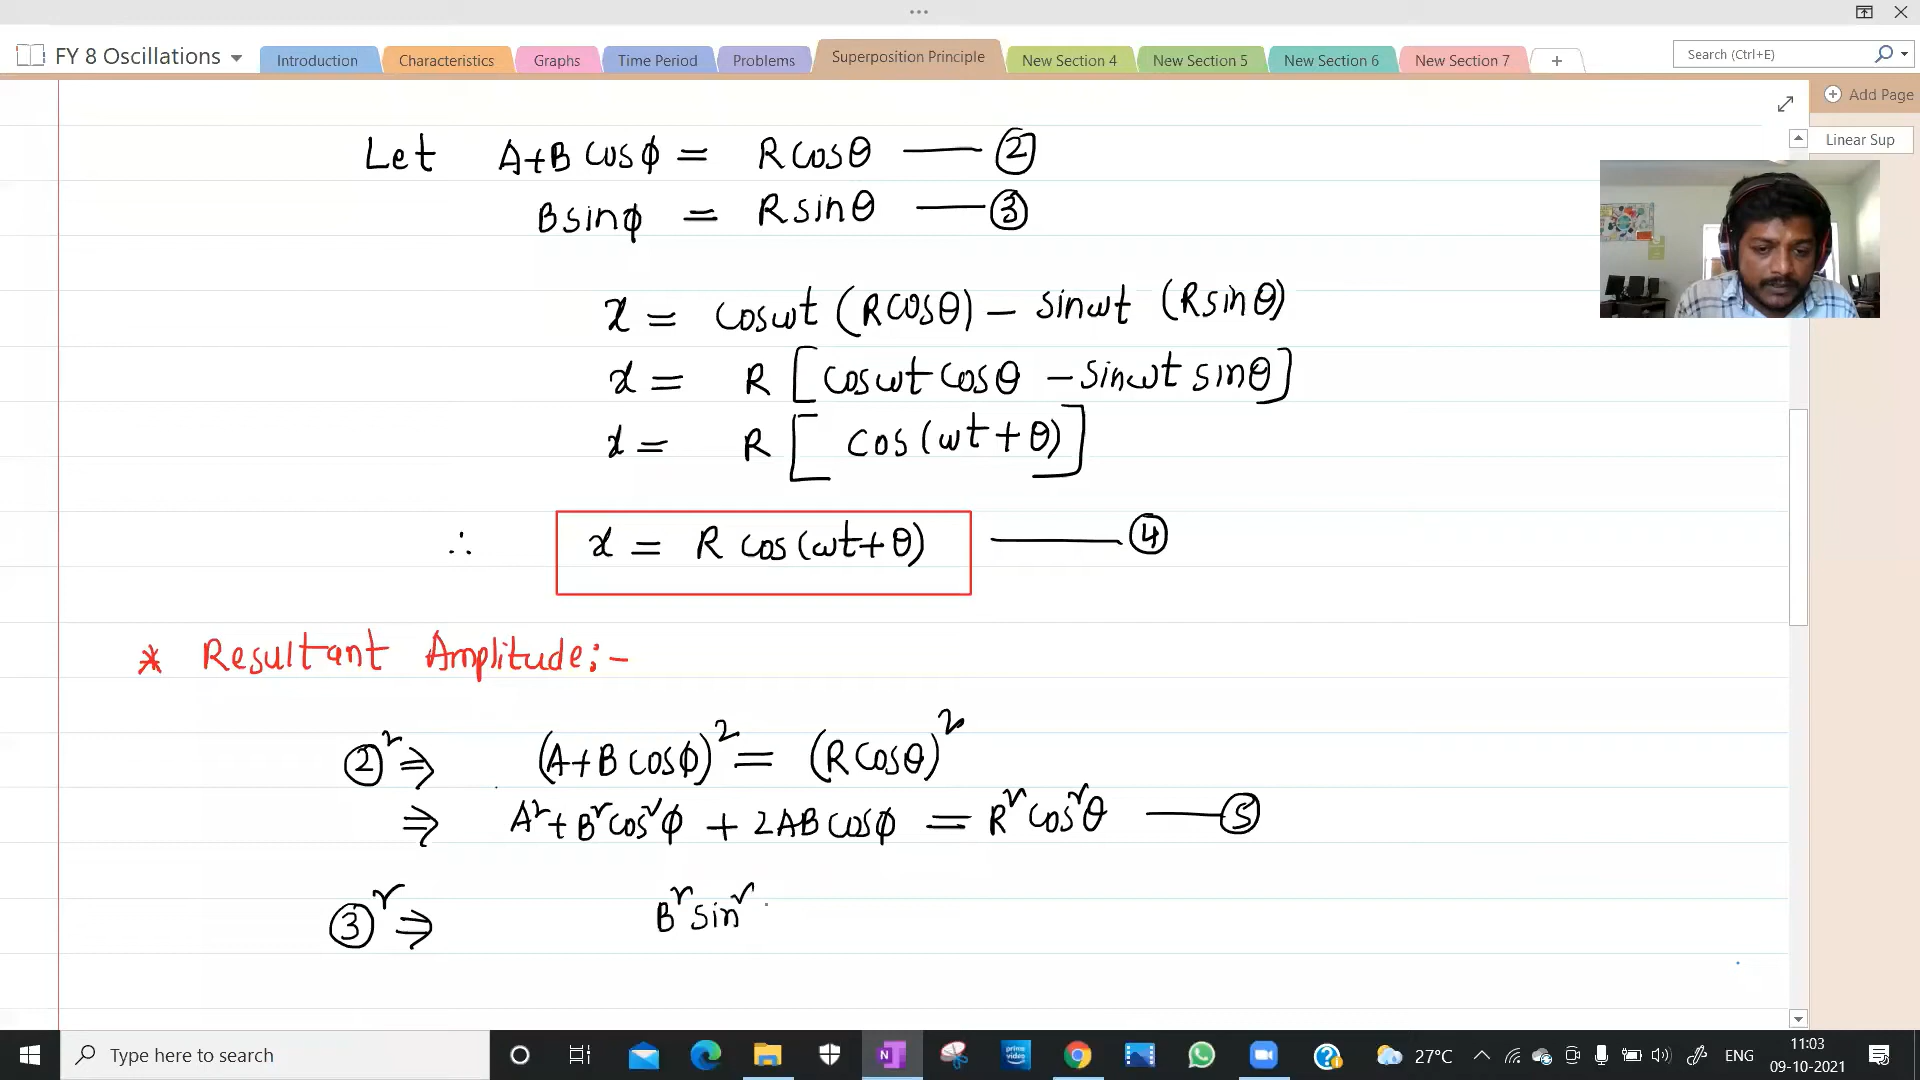 FY 8 Oscillations
Introduction
Characteristics
Graphs
Time Period
Problems
Superposition Principle
New Section 4
New Section 5
New Section 6
New Section 7
+
Search (Ctrl+E)
Add Page
Linear Sup
Let A+B cosϕ = R cosθ —— ②
B sinϕ = R sinθ —— ③
x = cosωt (R cosθ) − sinωt (R sinθ)
x = R [cosωt cosθ − sinωt sinθ]
x = R [cos(ωt+θ)]
∴ x = R cos(ωt+θ) —— ④
* Resultant Amplitude:-
②² ⇒ (A+B cosϕ)² = (R cosθ)²
⇒ A²+B²cos²ϕ + 2AB cosϕ = R²cos²θ —— ⑤
③² ⇒ B²sin²
Type here to search
prime video
27°C
ENG
11:03
09-10-2021